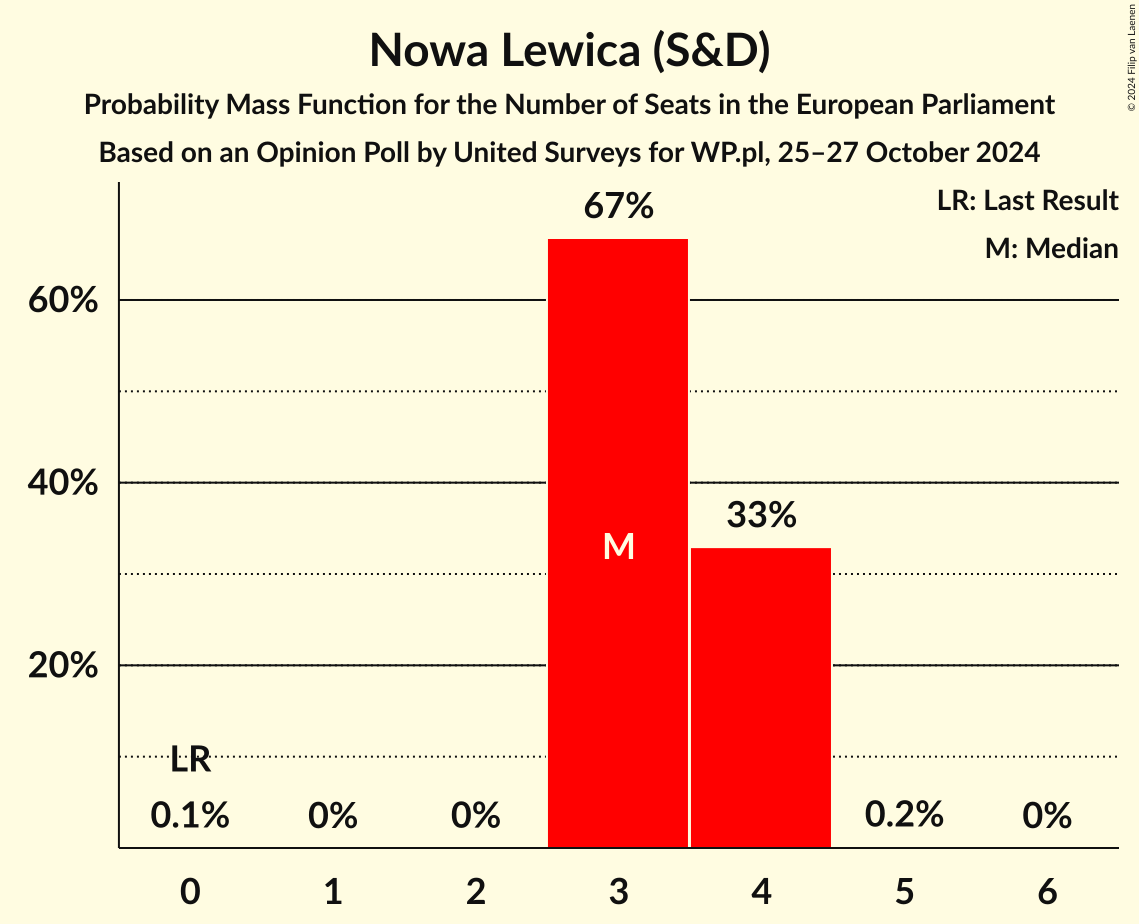 Nowa Lewica (S&D)
Probability Mass Function for the Number of Seats in the European Parliament
Based on an Opinion Poll by United Surveys for WP.pl, 25–27 October 2024
© 2024 Filip van Laenen
LR: Last Result
M: Median
67%
60%
40%
33%
M
20%
LR
0.1%
0%
0%
0.2%
0%
0
1
2
3
4
5
6